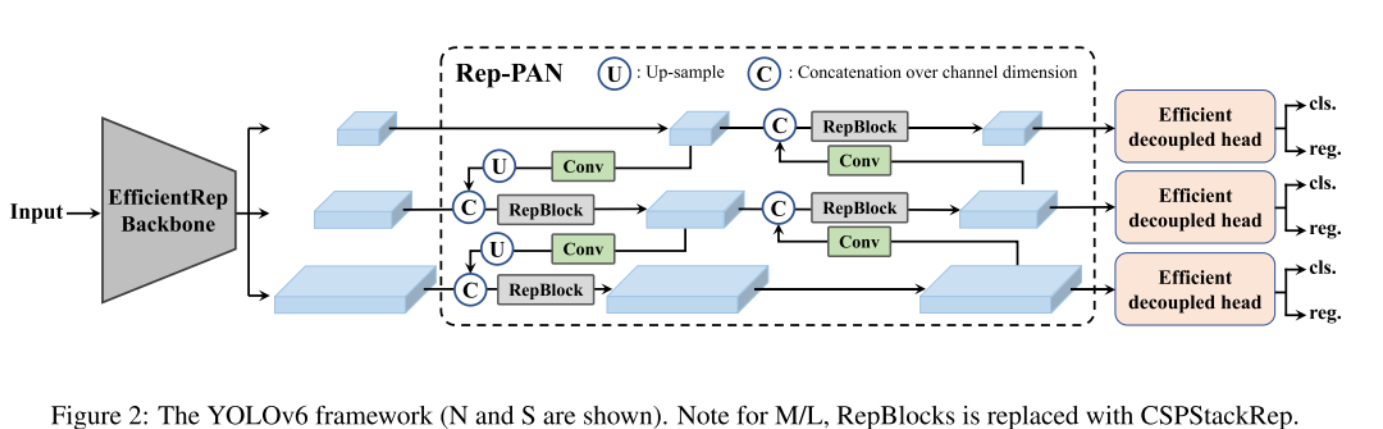 Rep-PAN U : Up-sample C : Concatenation over channel dimension
Input
EfficientRep
Backbone
C RepBlock
U Conv
Conv
C RepBlock
C RepBlock
U Conv
Conv
C RepBlock
Efficient
decoupled head
cls.
reg.
Efficient
decoupled head
cls.
reg.
Efficient
decoupled head
cls.
reg.
Figure 2: The YOLOv6 framework (N and S are shown). Note for M/L, RepBlocks is replaced with CSPStackRep.